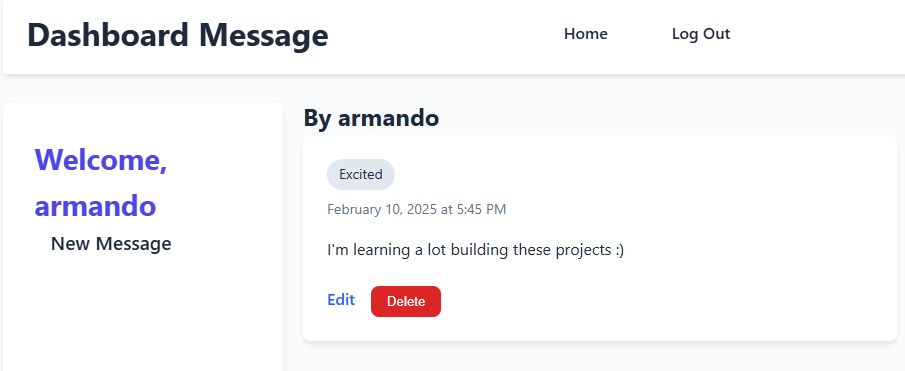 Dashboard Message
Home
Log Out
Welcome,
armando
New Message
By armando
Excited
February 10, 2025 at 5:45 PM
I'm learning a lot building these projects :)
Edit
Delete